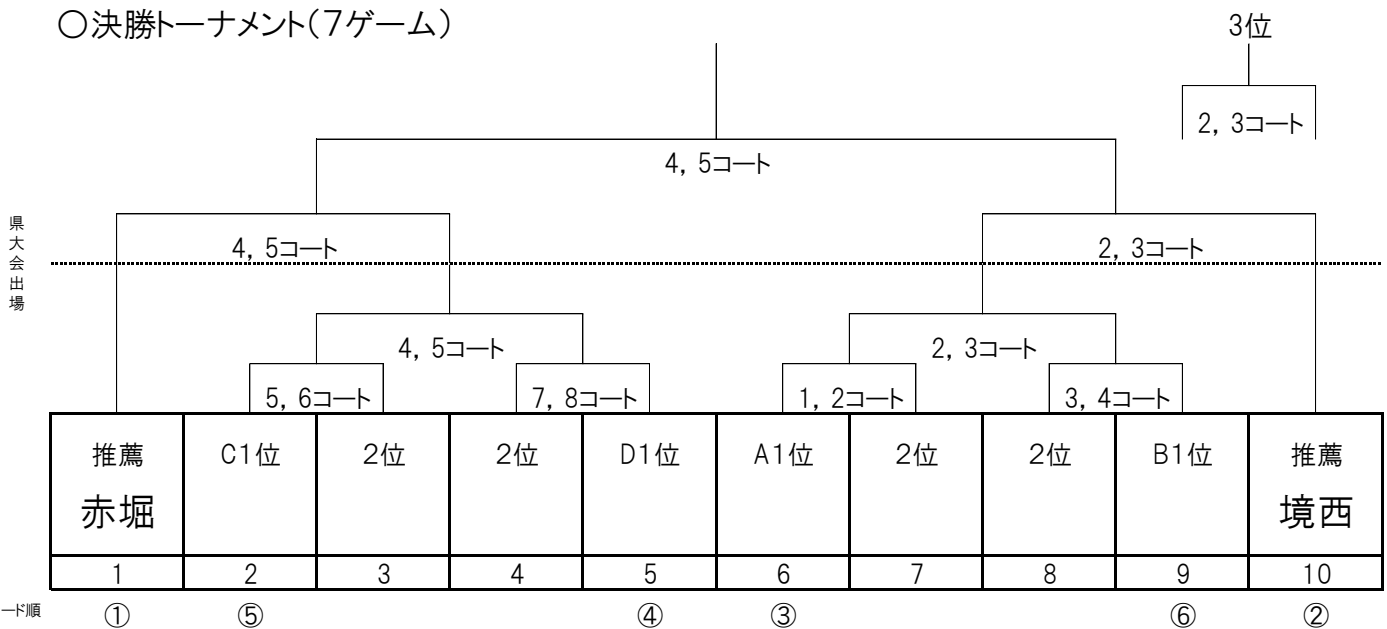 ○決勝トーナメント（７ゲーム）
3位
2, 3コート
4, 5コート
県大会出場
4, 5コート 2, 3コート
4, 5コート 2, 3コート
5, 6コート 7, 8コート 1, 2コート 3, 4コート
推薦 C1位 2位 2位 D1位 A1位 2位 2位 B1位 推薦
赤堀 境西
1 2 3 4 5 6 7 8 9 10
ード順 ① ⑤ ④ ③ ⑥ ②